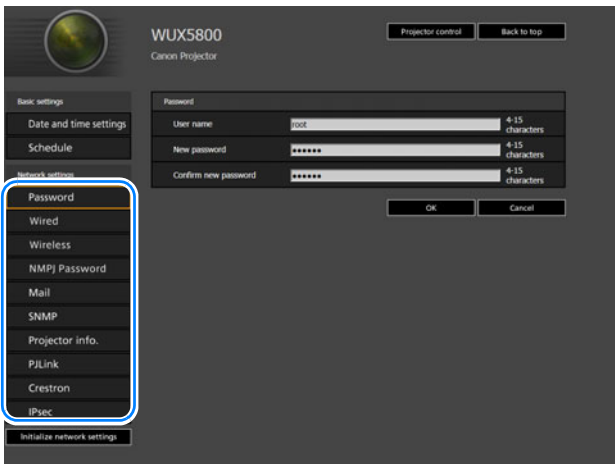 WUX5800
Canon Projector
Projector control
Back to top
Basic settings
Date and time settings
Schedule
Network settings
Password
Wired
Wireless
NMPJ Password
Mail
SNMP
Projector info.
PJLink
Crestron
IPsec
Initialize network settings
Password
User name root 4-15 characters
New password •••••• 4-15 characters
Confirm new password •••••• 4-15 characters
OK Cancel